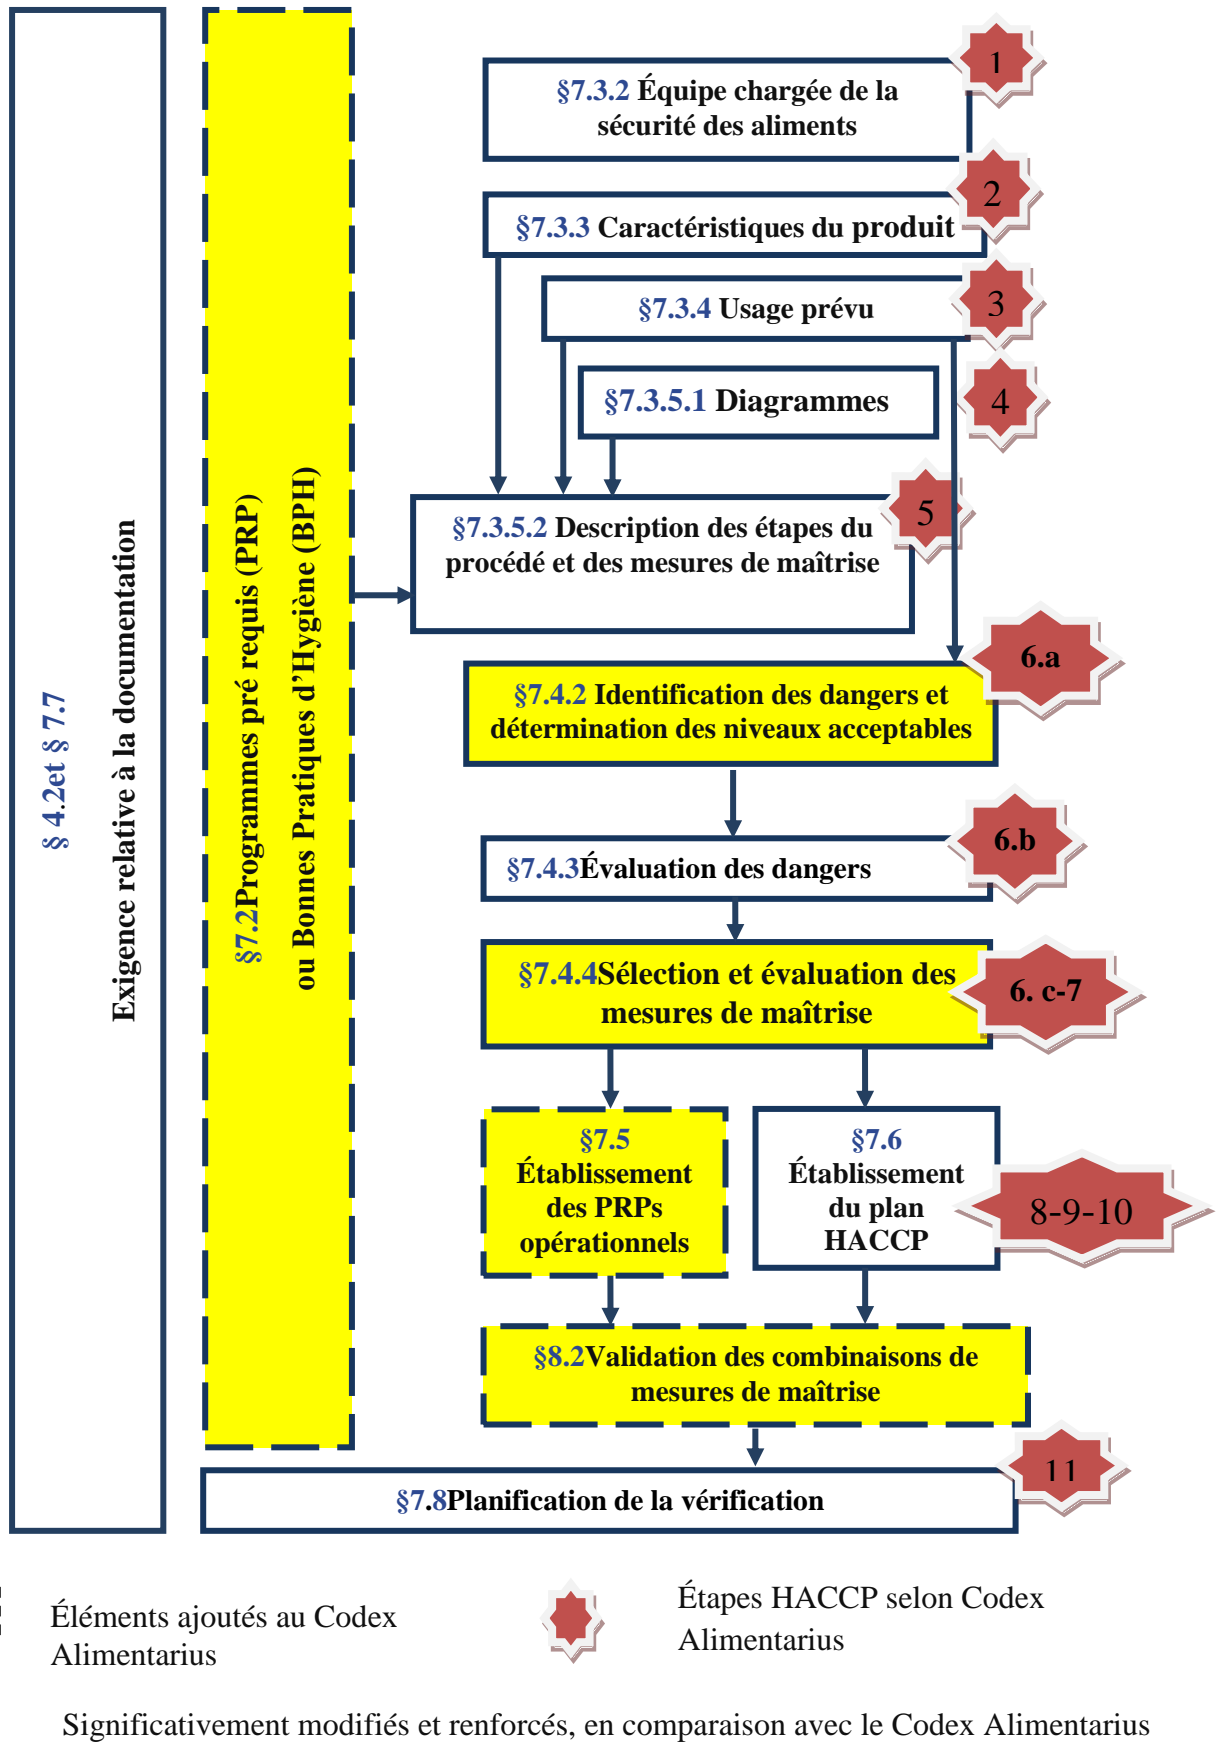 § 4.2et § 7.7
Exigence relative à la documentation
§7.2Programmes pré requis (PRP)
ou Bonnes Pratiques d’Hygiène (BPH)
1
§7.3.2 Équipe chargée de la
sécurité des aliments
2
§7.3.3 Caractéristiques du produit
3
§7.3.4 Usage prévu
4
§7.3.5.1 Diagrammes
5
§7.3.5.2 Description des étapes du
procédé et des mesures de maîtrise
6.a
§7.4.2 Identification des dangers et
détermination des niveaux acceptables
6.b
§7.4.3Évaluation des dangers
§7.4.4Sélection et évaluation des
mesures de maîtrise
6. c-7
§7.5
Établissement
des PRPs
opérationnels
§7.6
Établissement
du plan
HACCP
8-9-10
§8.2Validation des combinaisons de
mesures de maîtrise
11
§7.8Planification de la vérification
Éléments ajoutés au Codex
Alimentarius
Étapes HACCP selon Codex
Alimentarius
Significativement modifiés et renforcés, en comparaison avec le Codex Alimentarius